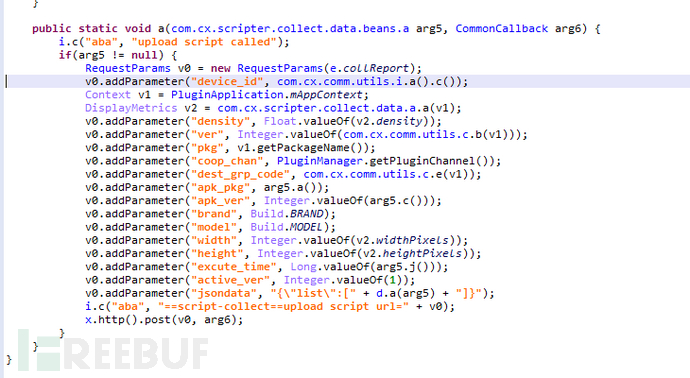 }
public static void a(com.cx.scripter.collect.data.beans.a arg5, CommonCallback arg6) {
i.c("aba", "upload script called");
if(arg5 != null) {
RequestParams v0 = new RequestParams(e.collReport);
v0.addParameter("device_id", com.cx.comm.utils.i.a().c());
Context v1 = PluginApplication.mAppContext;
DisplayMetrics v2 = com.cx.scripter.collect.data.a.a(v1);
v0.addParameter("density", Float.valueOf(v2.density));
v0.addParameter("ver", Integer.valueOf(com.cx.comm.utils.c.b(v1)));
v0.addParameter("pkg", v1.getPackageName());
v0.addParameter("coop_chan", PluginManager.getPluginChannel());
v0.addParameter("dest_grp_code", com.cx.comm.utils.c.e(v1));
v0.addParameter("apk_pkg", arg5.a());
v0.addParameter("apk_ver", Integer.valueOf(arg5.c()));
v0.addParameter("brand", Build.BRAND);
v0.addParameter("model", Build.MODEL);
v0.addParameter("width", Integer.valueOf(v2.widthPixels));
v0.addParameter("height", Integer.valueOf(v2.heightPixels));
v0.addParameter("excute_time", Long.valueOf(arg5.j()));
v0.addParameter("active_ver", Integer.valueOf(1));
v0.addParameter("jsondata", "{\"list\":[" + d.a(arg5) + "]}");
i.c("aba", "==script-collect==upload script url=" + v0);
x.http().post(v0, arg6);
}
}
}
FREEBUF